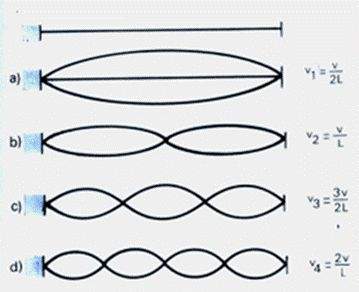 a) v₁ = v/2L
b) v₂ = v/L
c) v₃ = 3v/2L
d) v₄ = 2v/L